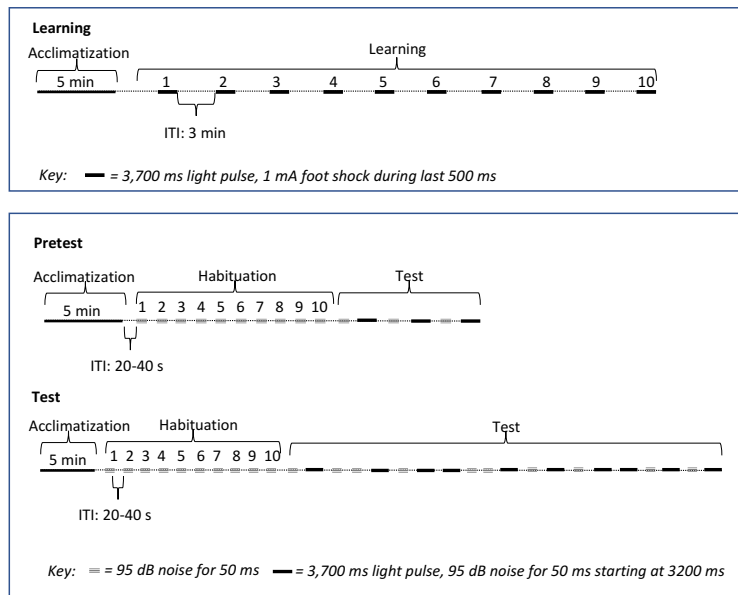 Learning
Acclimatization Learning
5 min 1 2 3 4 5 6 7 8 9 10
ITI: 3 min
Key: = 3,700 ms light pulse, 1 mA foot shock during last 500 ms
Pretest
Acclimatization Habituation Test
5 min 1 2 3 4 5 6 7 8 9 10
ITI: 20-40 s
Test
Acclimatization Habituation Test
5 min 1 2 3 4 5 6 7 8 9 10
ITI: 20-40 s
Key: = 95 dB noise for 50 ms = 3,700 ms light pulse, 95 dB noise for 50 ms starting at 3200 ms